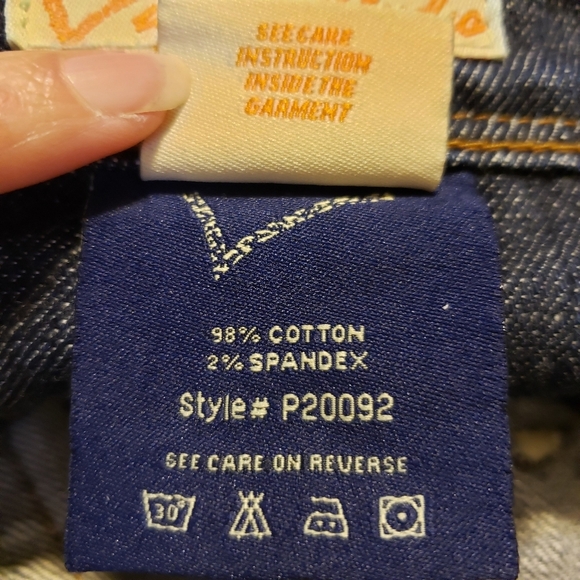 SEE CARE
INSTRUCTION
INSIDE THE
GARMENT
98% COTTON
2% SPANDEX
Style# P20092
SEE CARE ON REVERSE
30°